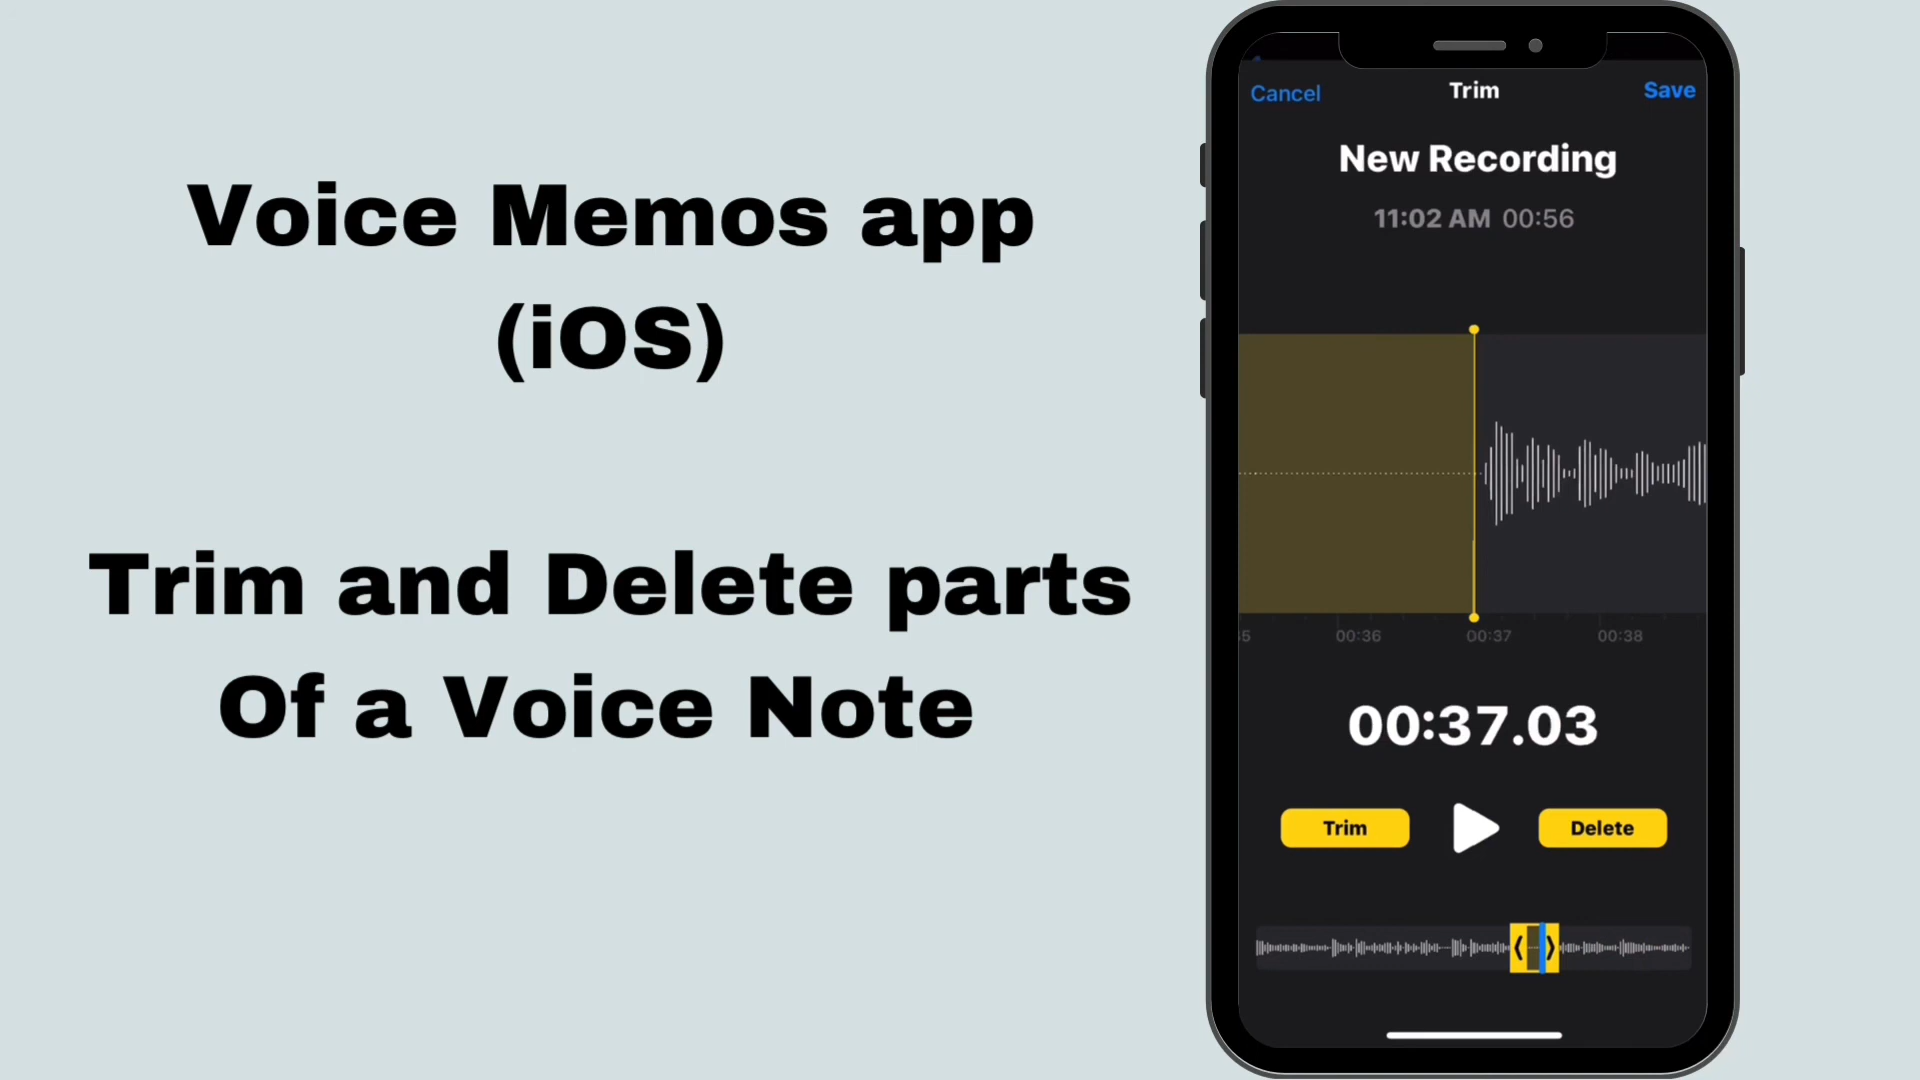 Voice Memos app
(iOS)
Trim and Delete parts
Of a Voice Note
Cancel Trim Save
New Recording
11:02 AM 00:56
00:36 00:37 00:38
00:37.03
Trim Delete